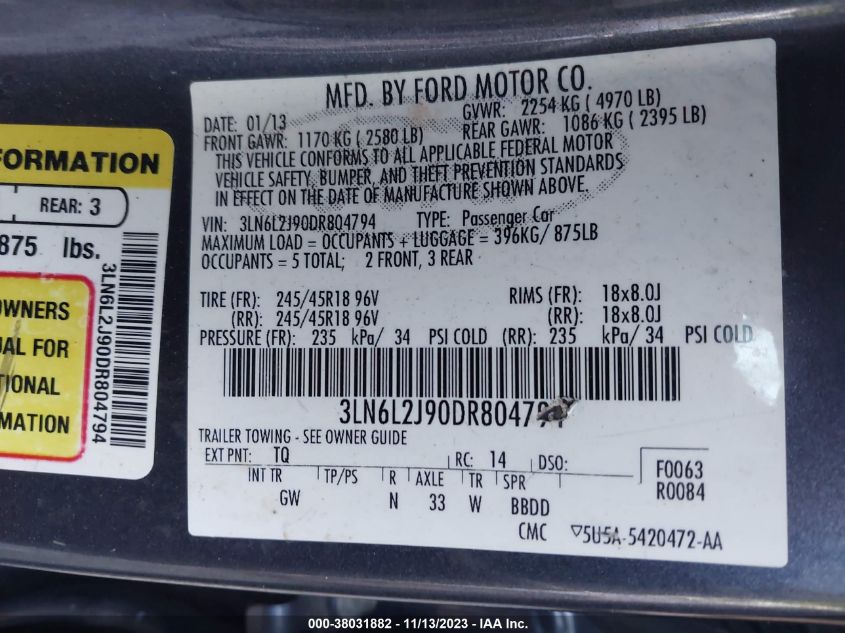 MFD. BY FORD MOTOR CO.
DATE: 01/13 GVWR: 2254 KG ( 4970 LB)
FRONT GAWR: 1170 KG ( 2580 LB) REAR GAWR: 1086 KG ( 2395 LB)
THIS VEHICLE CONFORMS TO ALL APPLICABLE FEDERAL MOTOR
VEHICLE SAFETY, BUMPER, AND THEFT PREVENTION STANDARDS
IN EFFECT ON THE DATE OF MANUFACTURE SHOWN ABOVE.
VIN: 3LN6L2J90DR804794 TYPE: Passenger Car
MAXIMUM LOAD = OCCUPANTS + LUGGAGE = 396KG/ 875LB
OCCUPANTS = 5 TOTAL; 2 FRONT, 3 REAR
TIRE (FR): 245/45R18 96V RIMS (FR): 18x8.0J
(RR): 245/45R18 96V (RR): 18x8.0J
PRESSURE (FR): 235 kPa/ 34 PSI COLD (RR): 235 kPa/ 34 PSI COLD
3LN6L2J90DR804794
TRAILER TOWING - SEE OWNER GUIDE
EXT PNT: TQ RC: 14 DSO:
INT TR TP/PS R AXLE TR SPR
GW N 33 W BBDD
CMC
F0063
R0084
▽5U5A-5420472-AA
FORMATION
REAR: 3
875 lbs.
OWNERS
UAL FOR
TIONAL
MATION
3LN6L2J90DR804794
000-38031882 - 11/13/2023 - IAA Inc.